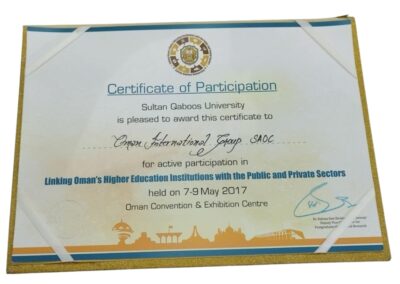 Certificate of Participation
Sultan Qaboos University
is pleased to award this certificate to
Oman International Group SAOC
for active participation in
Linking Oman's Higher Education Institutions with the Public and Private Sectors
held on 7-9 May 2017
Oman Convention & Exhibition Centre